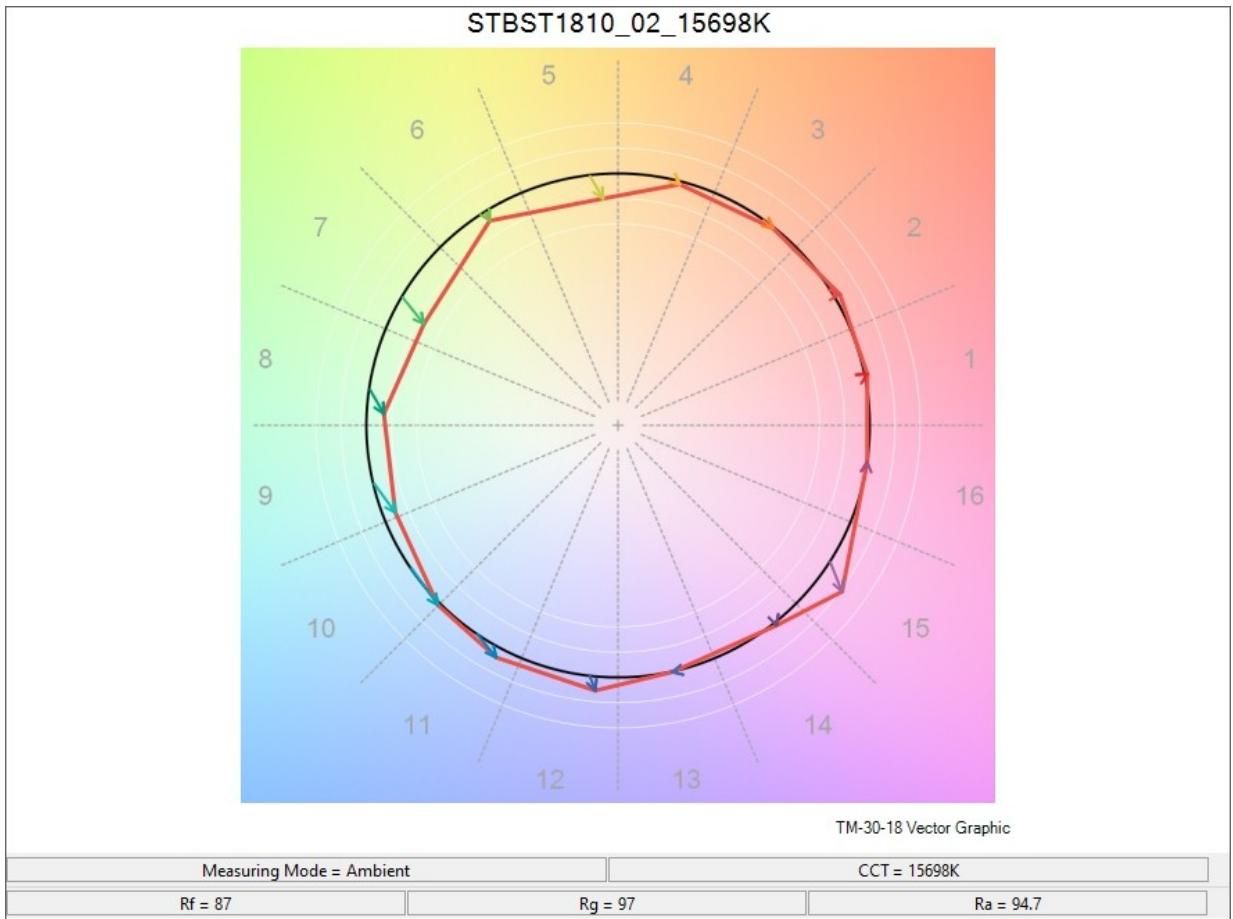 STBST1810_02_15698K
5 4
6 3
7 2
8 1
9 16
10 15
11 14
12 13
TM-30-18 Vector Graphic
Measuring Mode = Ambient CCT = 15698K
Rf = 87 Rg = 97 Ra = 94.7